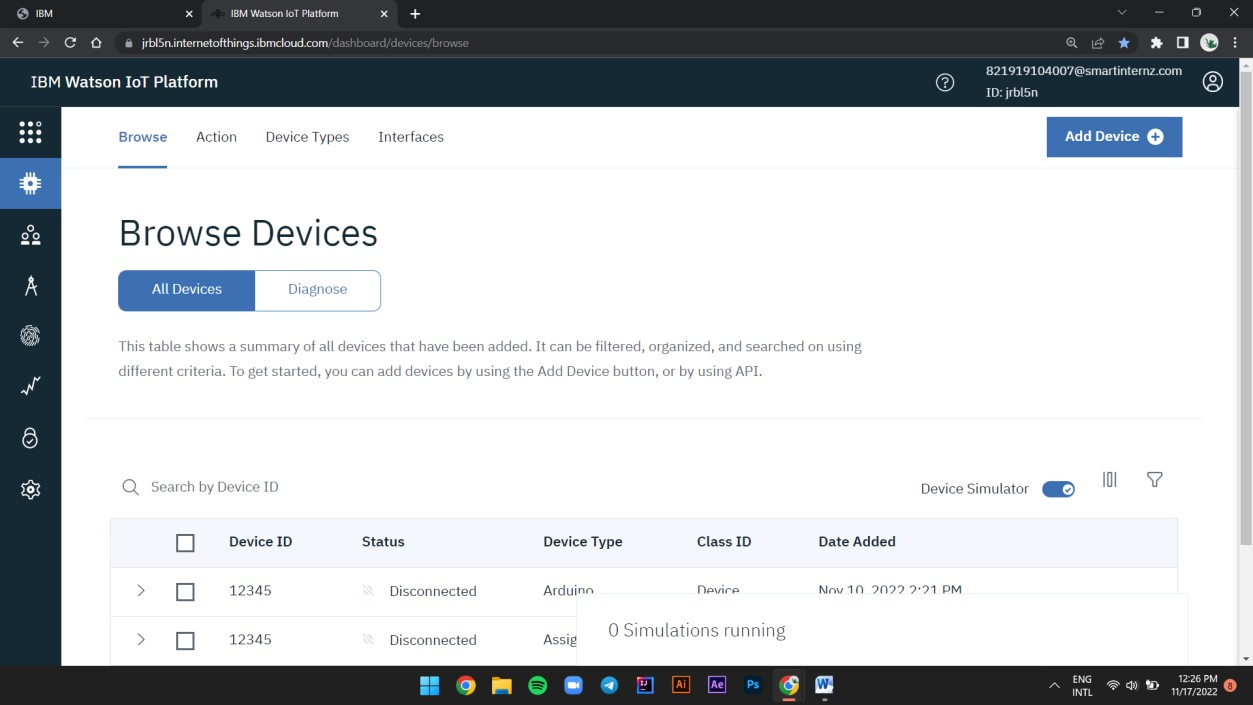 IBM
IBM Watson IoT Platform
jrbl5n.internetofthings.ibmcloud.com/dashboard/devices/browse
IBM Watson IoT Platform
821919104007@smartinternz.com
ID: jrbl5n
Browse Action Device Types Interfaces
Add Device
Browse Devices
All Devices Diagnose
This table shows a summary of all devices that have been added. It can be filtered, organized, and searched on using
different criteria. To get started, you can add devices by using the Add Device button, or by using API.
Search by Device ID
Device Simulator
Device ID Status Device Type Class ID Date Added
12345 Disconnected Arduino Device Nov 10, 2022 2:21 PM
12345 Disconnected Assig
0 Simulations running
Ai Ae Ps W
ENG
INTL
12:26 PM
11/17/2022
8